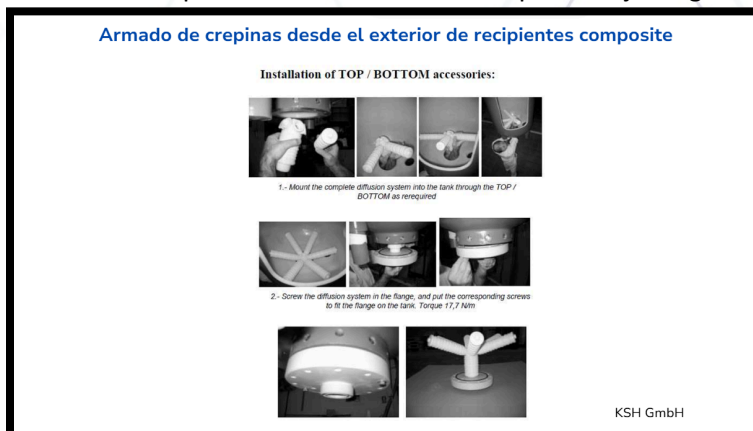 Armado de crepinas desde el exterior de recipientes composite
Installation of TOP / BOTTOM accessories:
1.- Mount the complete diffusion system into the tank through the TOP /
BOTTOM as rerequired
2.- Screw the diffusion system in the flange, and put the corresponding screws
to fit the flange on the tank. Torque 17,7 N/m
KSH GmbH